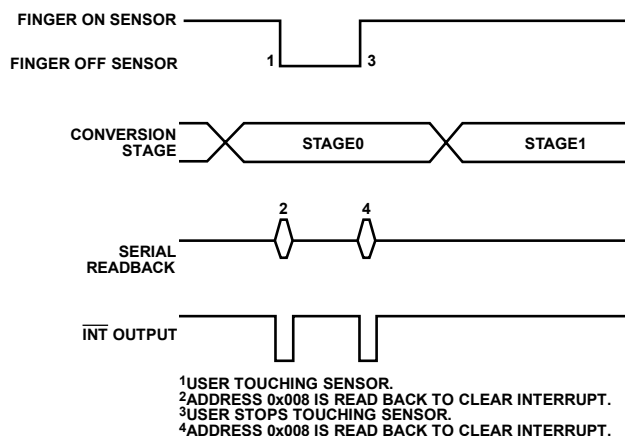 FINGER ON SENSOR
FINGER OFF SENSOR
1
3
CONVERSION
STAGE
STAGE0
STAGE1
2
4
SERIAL
READBACK
INT OUTPUT
1USER TOUCHING SENSOR.
2ADDRESS 0x008 IS READ BACK TO CLEAR INTERRUPT.
3USER STOPS TOUCHING SENSOR.
4ADDRESS 0x008 IS READ BACK TO CLEAR INTERRUPT.